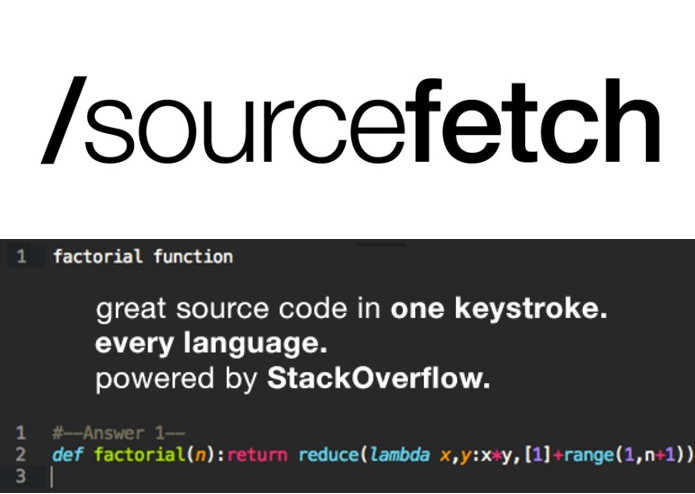 /sourcefetch
1 factorial function
great source code in one keystroke.
every language.
powered by StackOverflow.
1 #--Answer 1--
2 def factorial(n):return reduce(lambda x,y:x*y,[1]+range(1,n+1))
3